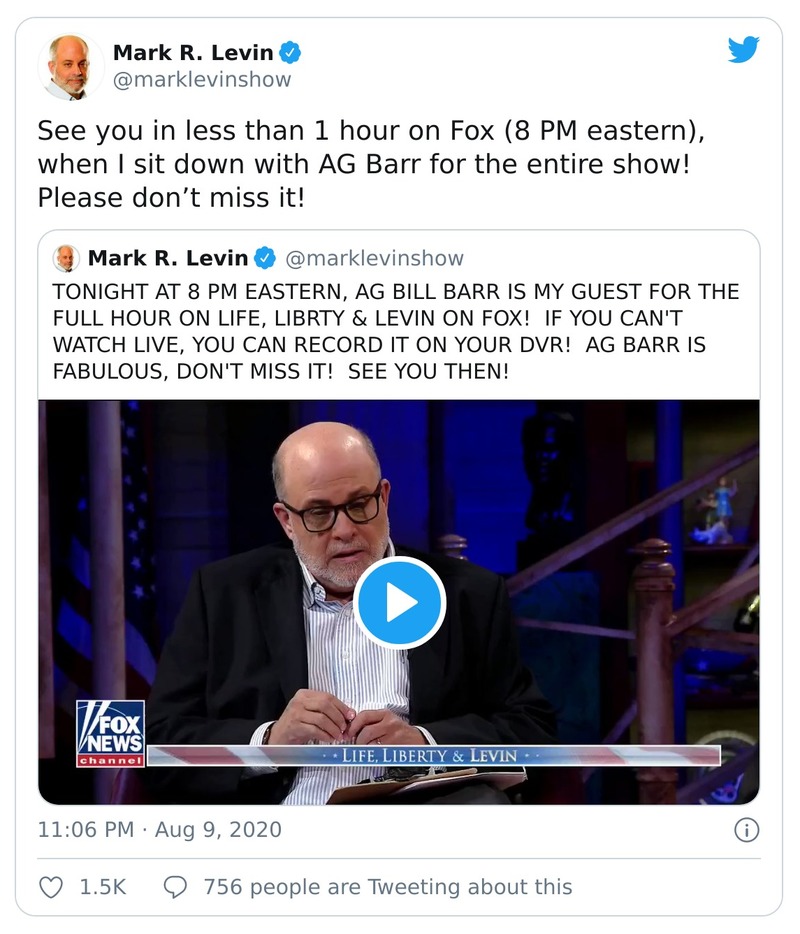 Mark R. Levin
@marklevinshow
See you in less than 1 hour on Fox (8 PM eastern),
when I sit down with AG Barr for the entire show!
Please don’t miss it!
Mark R. Levin @marklevinshow
TONIGHT AT 8 PM EASTERN, AG BILL BARR IS MY GUEST FOR THE
FULL HOUR ON LIFE, LIBRTY & LEVIN ON FOX!  IF YOU CAN'T
WATCH LIVE, YOU CAN RECORD IT ON YOUR DVR!  AG BARR IS
FABULOUS, DON'T MISS IT!  SEE YOU THEN!
FOX
NEWS
channel
LIFE, LIBERTY & LEVIN
11:06 PM · Aug 9, 2020
1.5K 756 people are Tweeting about this